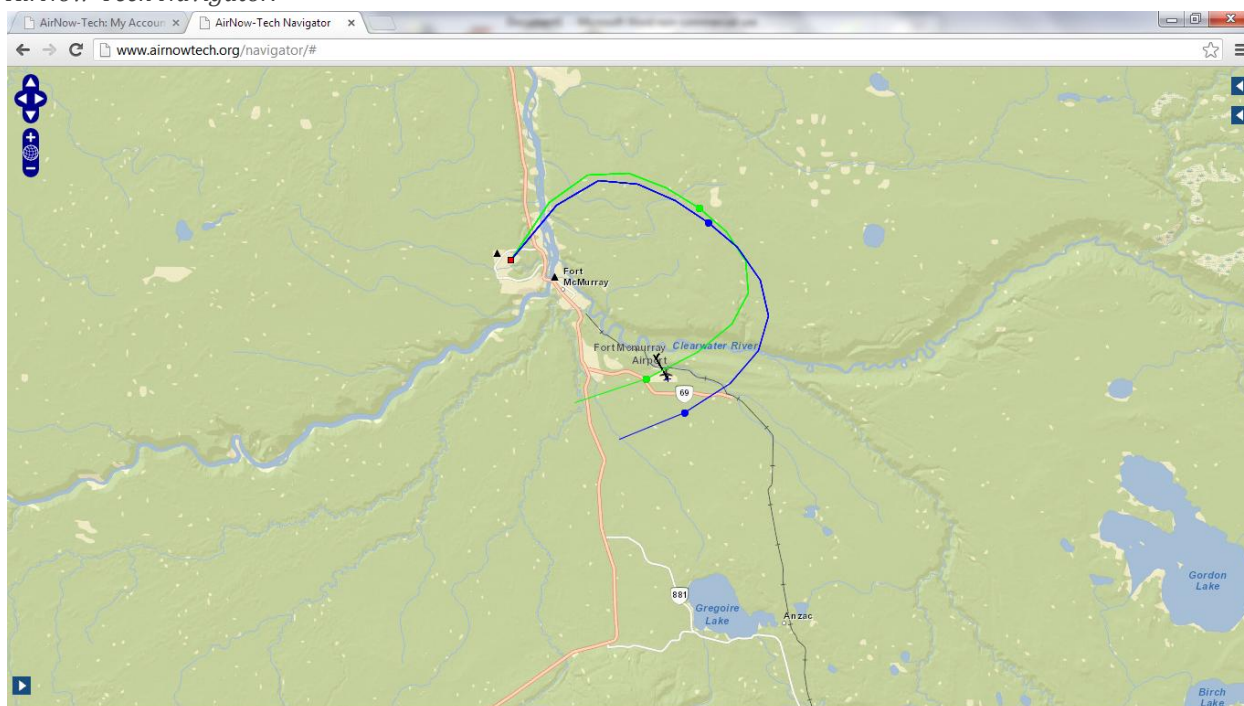 AirNow-Tech Navigator.
AirNow-Tech: My Accoun
AirNow-Tech Navigator
www.airnowtech.org/navigator/#
Fort
McMurray
Fort Mcmurray
Airport
Clearwater River
69
881
Gregoire
Lake
Anzac
Gordon
Lake
Birch
Lake